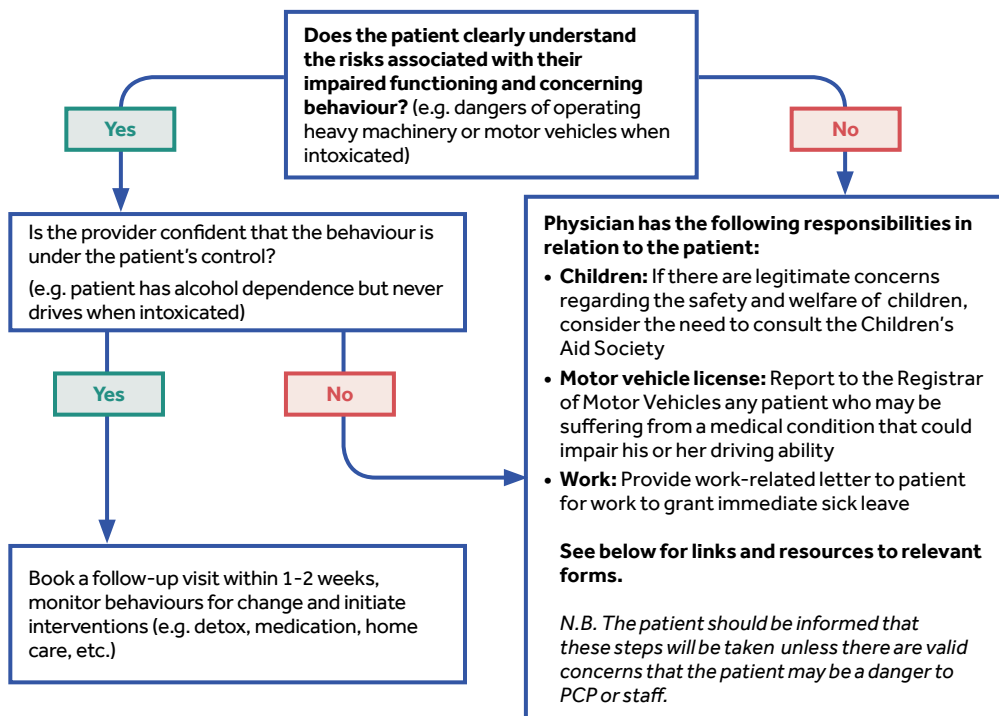 Does the patient clearly understand
the risks associated with their
impaired functioning and concerning
behaviour? (e.g. dangers of operating
heavy machinery or motor vehicles when
intoxicated)
Yes
No
Is the provider confident that the behaviour is
under the patient's control?
(e.g. patient has alcohol dependence but never
drives when intoxicated)
Yes
No
Book a follow-up visit within 1-2 weeks,
monitor behaviours for change and initiate
interventions (e.g. detox, medication, home
care, etc.)
Physician has the following responsibilities in
relation to the patient:
• Children: If there are legitimate concerns
regarding the safety and welfare of children,
consider the need to consult the Children's
Aid Society
• Motor vehicle license: Report to the Registrar
of Motor Vehicles any patient who may be
suffering from a medical condition that could
impair his or her driving ability
• Work: Provide work-related letter to patient
for work to grant immediate sick leave
See below for links and resources to relevant
forms.
N.B. The patient should be informed that
these steps will be taken unless there are valid
concerns that the patient may be a danger to
PCP or staff.